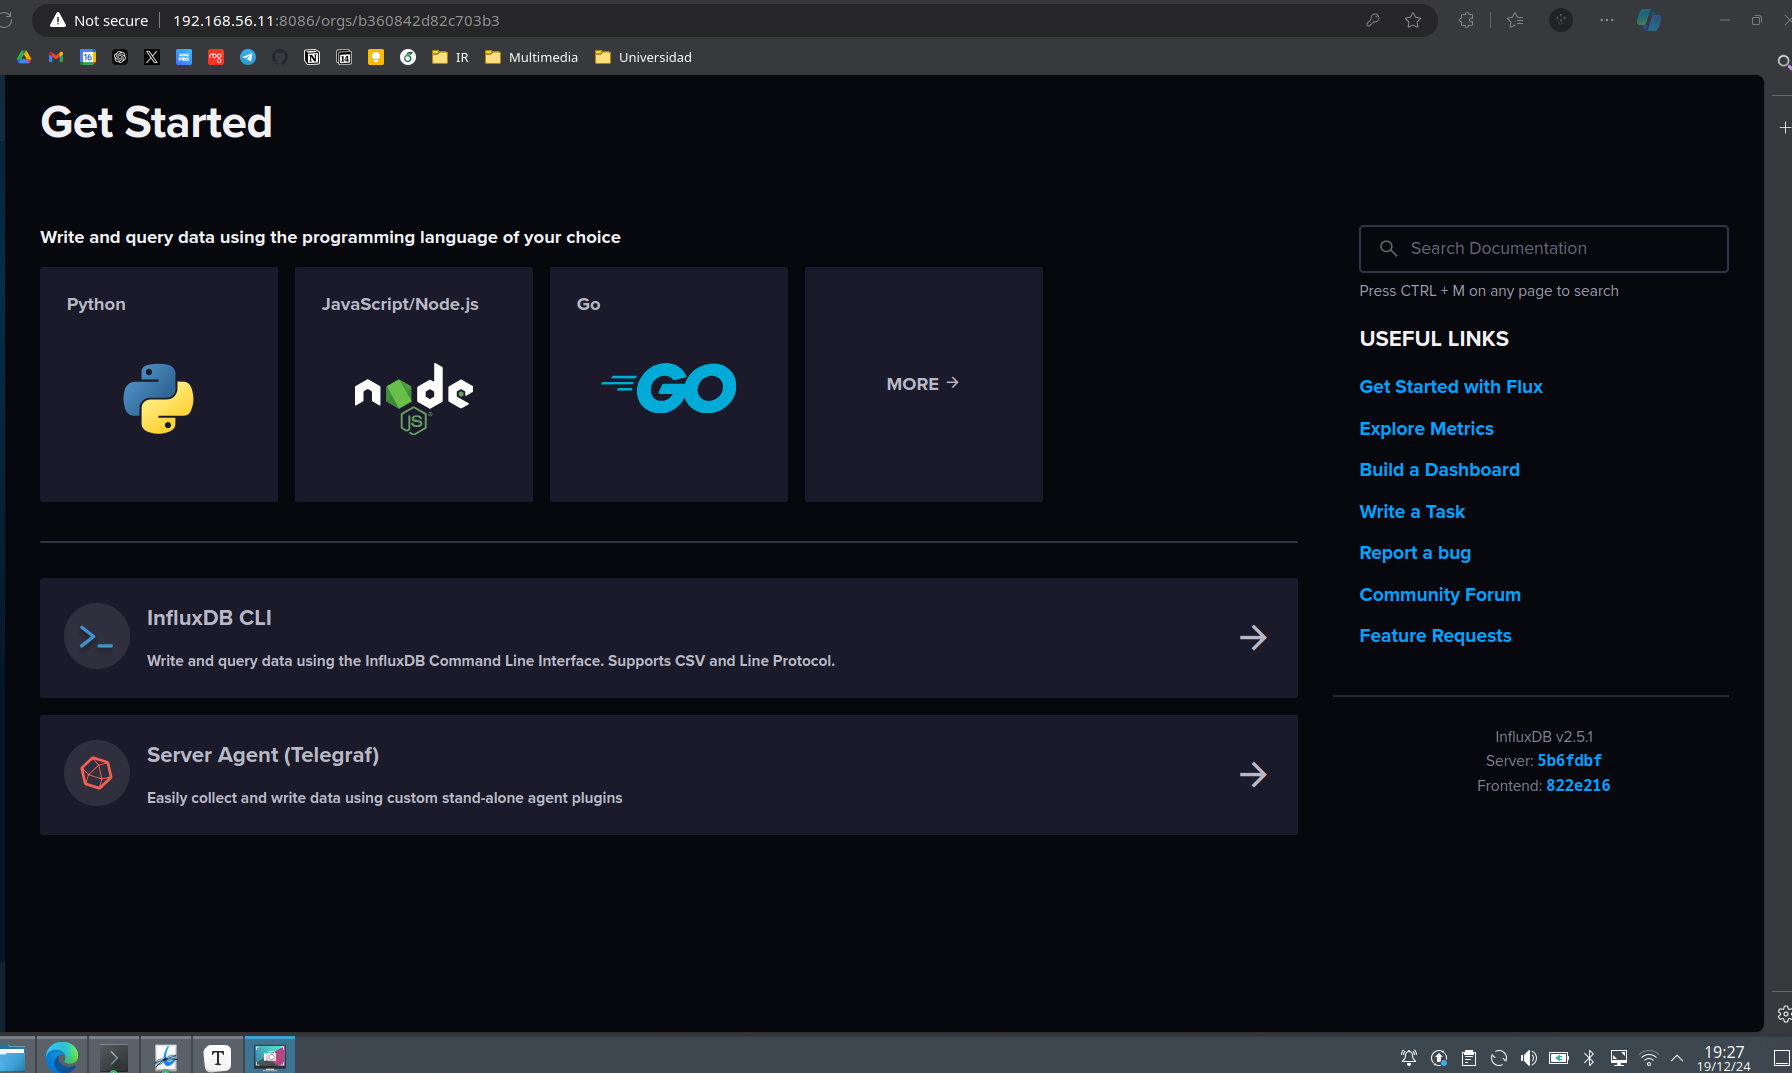 Not secure
192.168.56.11:8086/orgs/b360842d82c703b3
16
IR
Multimedia
Universidad
Get Started
Write and query data using the programming language of your choice
Python
JavaScript/Node.js
node
JS
Go
GO
MORE
Search Documentation
Press CTRL + M on any page to search
USEFUL LINKS
Get Started with Flux
Explore Metrics
Build a Dashboard
Write a Task
Report a bug
Community Forum
Feature Requests
InfluxDB CLI
Write and query data using the InfluxDB Command Line Interface. Supports CSV and Line Protocol.
Server Agent (Telegraf)
Easily collect and write data using custom stand-alone agent plugins
InfluxDB v2.5.1
Server: 5b6fdbf
Frontend: 822e216
T
19:27
19/12/24